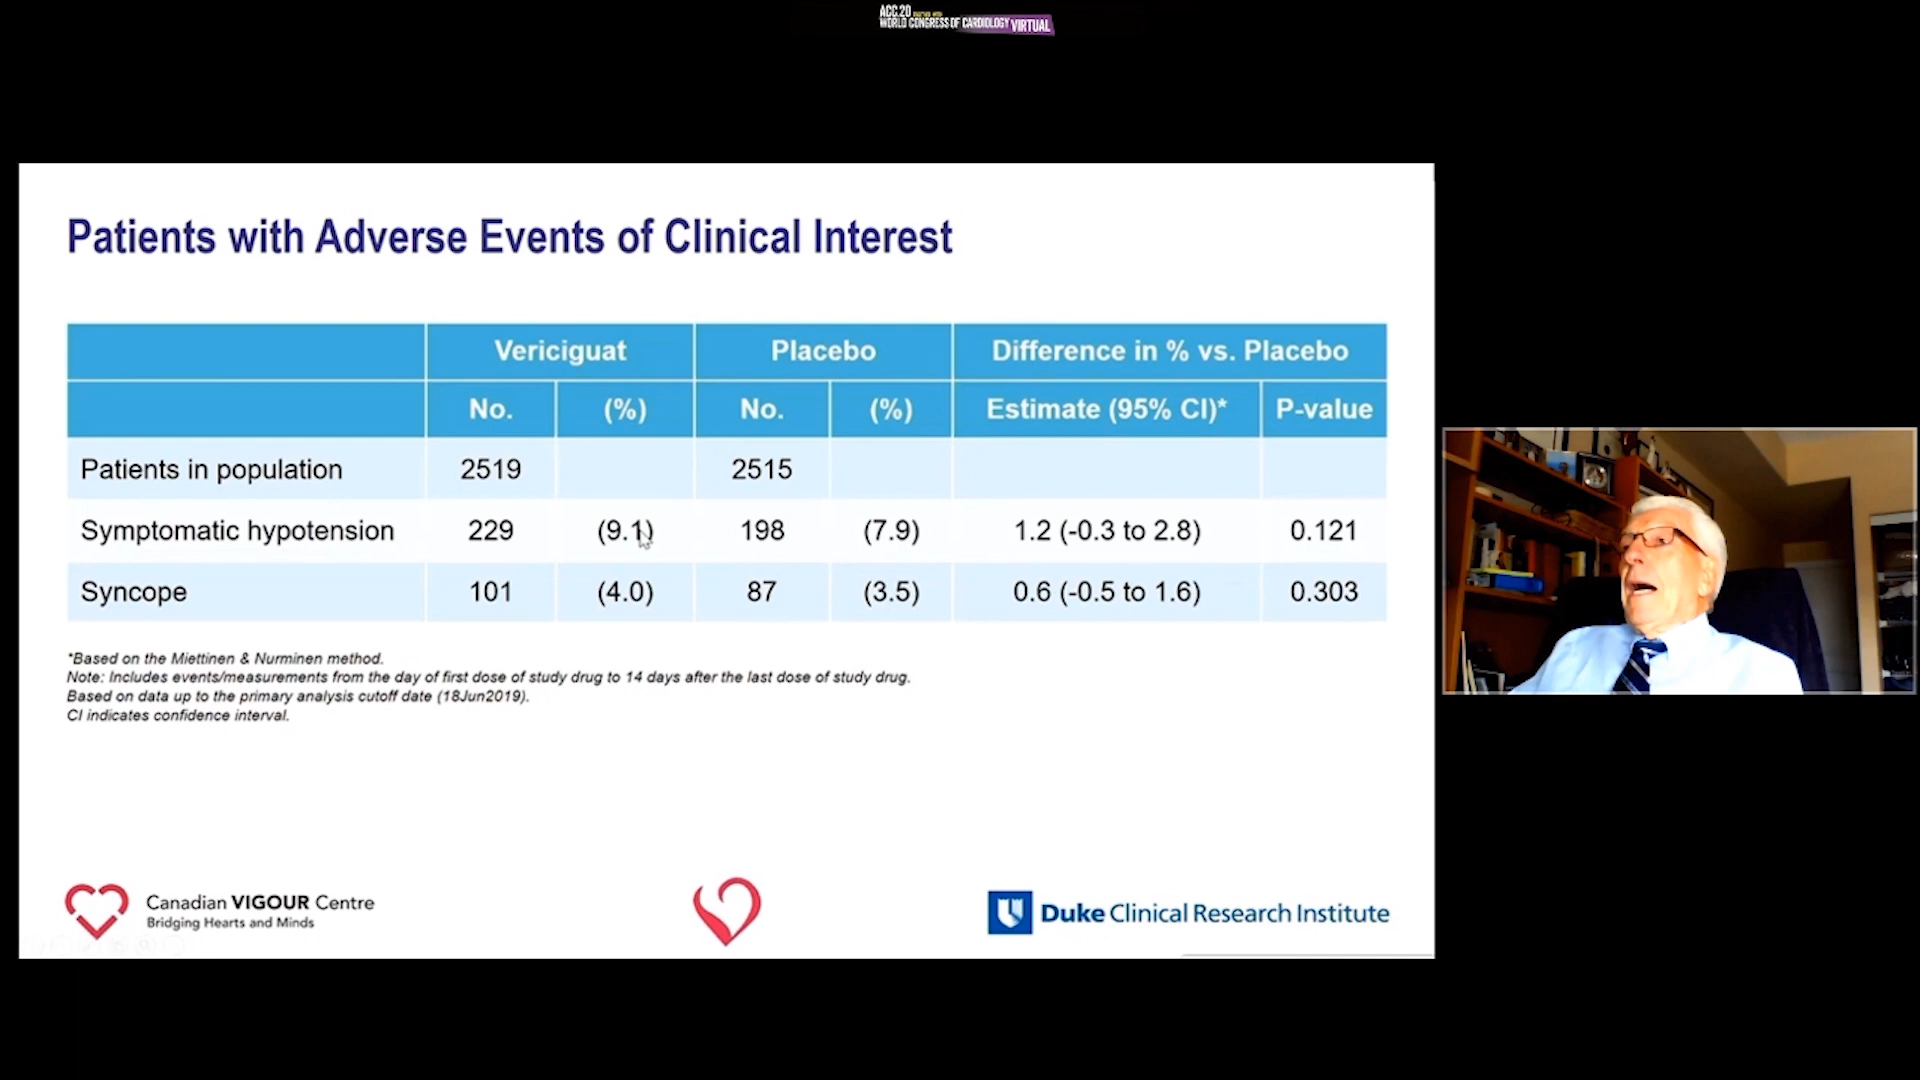 ACC.20
WORLD CONGRESS OF CARDIOLOGY VIRTUAL
Patients with Adverse Events of Clinical Interest
Vericiguat Placebo Difference in % vs. Placebo
No. (%) No. (%) Estimate (95% CI)* P-value
Patients in population 2519 2515
Symptomatic hypotension 229 (9.1) 198 (7.9) 1.2 (-0.3 to 2.8) 0.121
Syncope 101 (4.0) 87 (3.5) 0.6 (-0.5 to 1.6) 0.303
*Based on the Miettinen & Nurminen method.
Note: Includes events/measurements from the day of first dose of study drug to 14 days after the last dose of study drug.
Based on data up to the primary analysis cutoff date (18Jun2019).
CI indicates confidence interval.
Canadian VIGOUR Centre
Bridging Hearts and Minds
Duke Clinical Research Institute